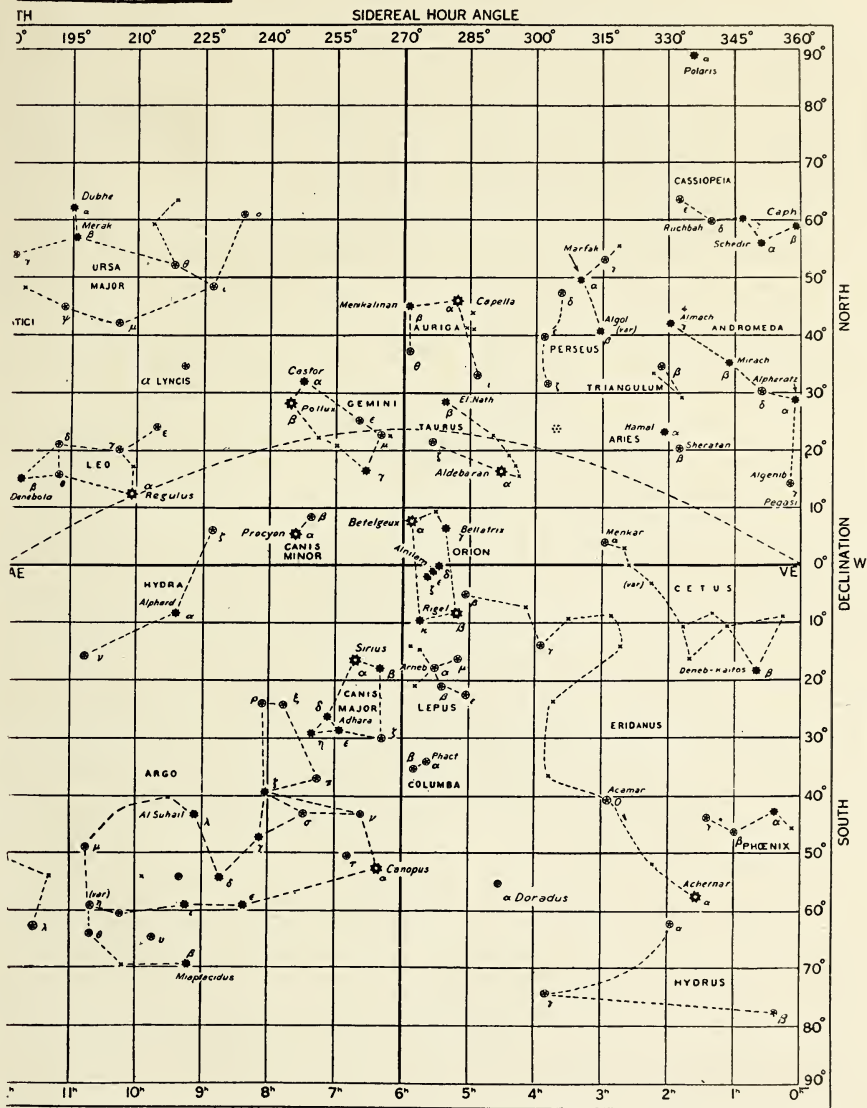 TH
SIDEREAL HOUR ANGLE
0° 195° 210° 225° 240° 255° 270° 285° 300° 315° 330° 345° 360°
90°
α
Polaris
80°
70°
CASSIOPEIA
Dubhe
α
ε
Merak
β
ο
Ruchbah
δ
Caph
60°
Schedir
α
β
γ
URSA
θ
Marfak
γ
MAJOR
ι
α
50°
NORTH
Menkalinan
α
Capella
δ
ψ
β
AURIGA
Algol
Almach
γ
ANDROMEDA
TICI
μ
(var)
β
ε
40°
PERSEUS
α LYNCIS
θ
Mirach
β
β
Castor
α
ι
ζ
TRIANGULUM
Alpheratz
30°
Pollux
GEMINI
El Nath
δ
α
β
ε
β
TAURUS
Hamal
α
δ
γ
ε
μ
ARIES
Sheratan
20°
LEO
ζ
β
β
θ
α
γ
Aldebaran
α
Algenib
Denebola
Regulus
γ
Pegasi
10°
Procyon
β
Betelgeux
ζ
α
α
Bellatrix
γ
Menkar
α
CANIS
MINOR
Alnilam
ORION
AE
δ
VE
0°
W
DECLINATION
HYDRA
ζ
ε
(var)
CETUS
Alphard
α
Rigel
β
β
10°
κ
ν
Sirius
γ
α
β
Arneb
μ
α
Deneb-Kaitos
β
20°
ρ
ξ
δ
CANIS
MAJOR
β
ε
LEPUS
Adhara
ERIDANUS
η
ε
ζ
30°
β
Phact
α
ARGO
π
COLUMBA
ζ
Acamar
40°
Al Suhail
λ
σ
ν
θ
γ
α
SOUTH
μ
γ
β
PHŒNIX
τ
Canopus
50°
δ
α
α Doradus
Achernar
(var)
η
ι
ε
α
60°
λ
θ
υ
α
β
Miaplacidus
70°
HYDRUS
γ
β
80°
90°
11ʰ 10ʰ 9ʰ 8ʰ 7ʰ 6ʰ 5ʰ 4ʰ 3ʰ 2ʰ 1ʰ 0ʰ